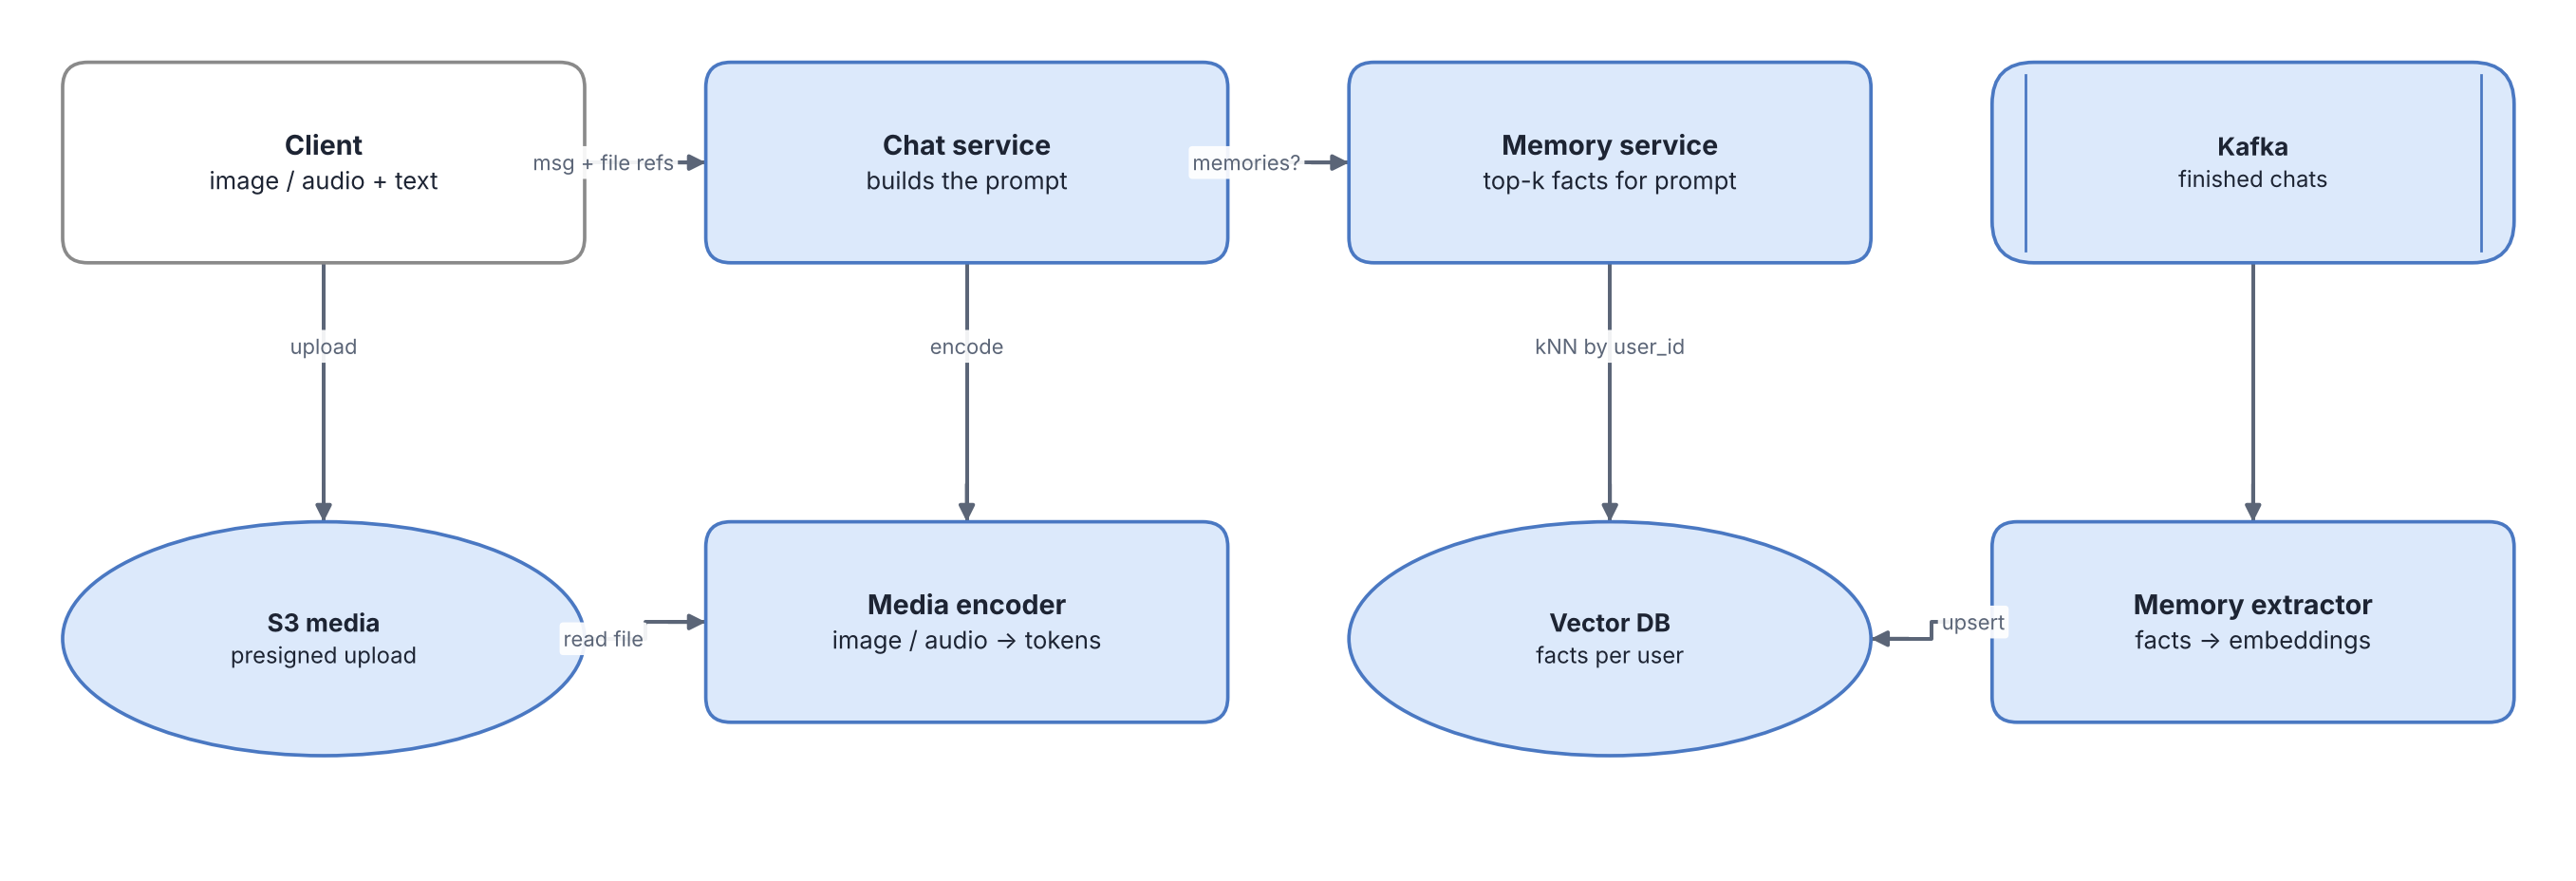 Client
image / audio + text
msg + file refs
Chat service
builds the prompt
memories?
Memory service
top-k facts for prompt
Kafka
finished chats
upload
encode
kNN by user_id
S3 media
presigned upload
read file
Media encoder
image / audio → tokens
Vector DB
facts per user
upsert
Memory extractor
facts → embeddings